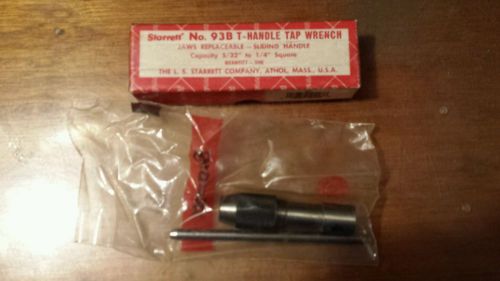 Starrett No. 93B T-HANDLE TAP WRENCH
JAWS REPLACEABLE - SLIDING HANDLE
Capacity 5/32" to 1/4" Square
THE L. S. STARRETT COMPANY, ATHOL, MASS., U.S.A.